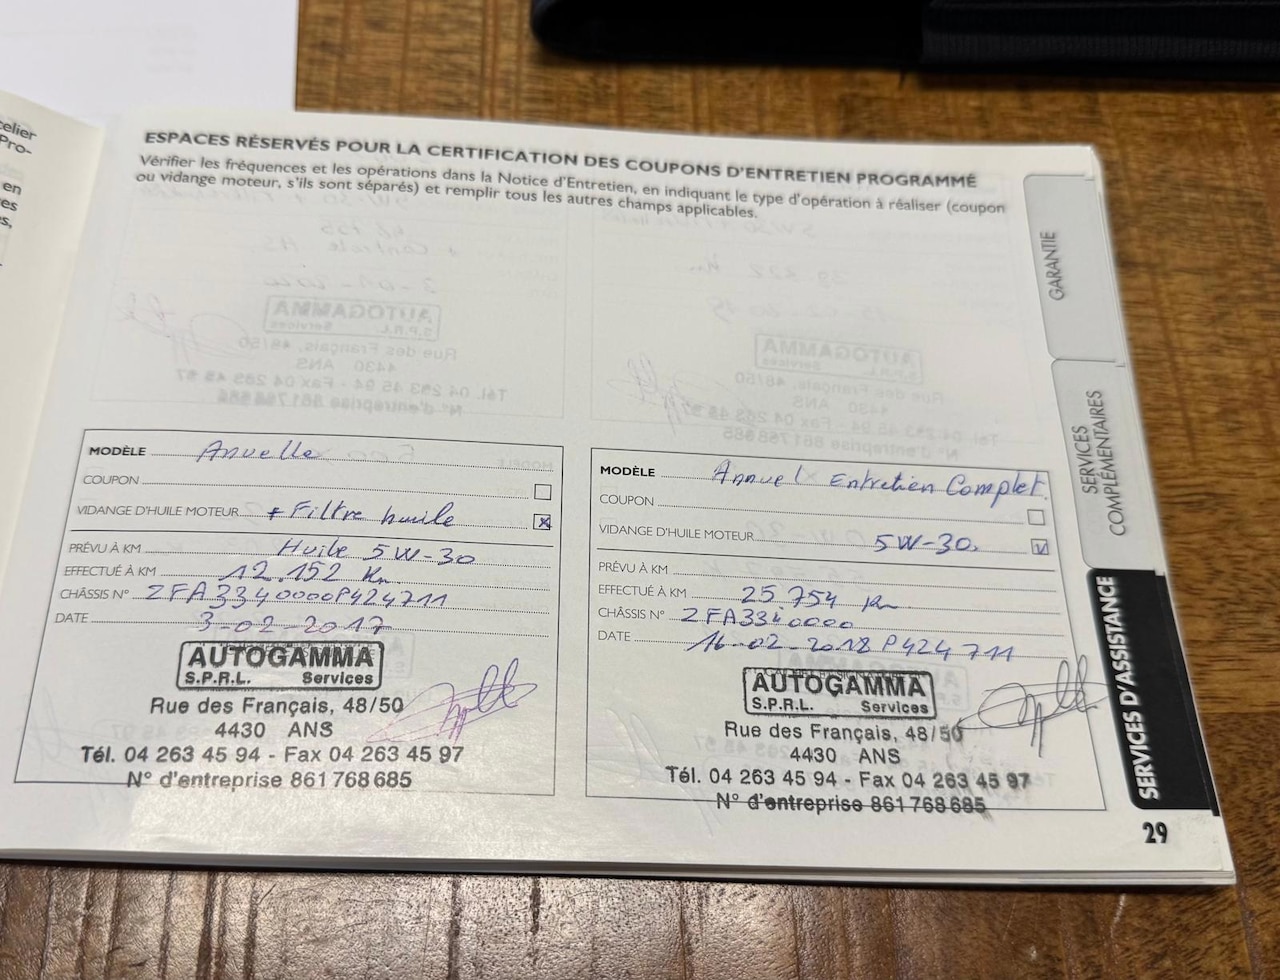 elier
Pro-
en
es
s,
ESPACES RÉSERVÉS POUR LA CERTIFICATION DES COUPONS D'ENTRETIEN PROGRAMMÉ
Vérifier les fréquences et les opérations dans la Notice d'Entretien, en indiquant le type d'opération à réaliser (coupon
ou vidange moteur, s'ils sont séparés) et remplir tous les autres champs applicables.
MODÈLE Anuelle
COUPON
VIDANGE D'HUILE MOTEUR + Filtre huile
PRÉVU À KM Huile 5W-30
EFFECTUÉ À KM 12.152 Km
CHÂSSIS N° ZFA3340000P424711
DATE 3-02-2017
AUTOGAMMA
S.P.R.L. Services
Rue des Français, 48/50
4430 ANS
Tél. 04 263 45 94 - Fax 04 263 45 97
N° d'entreprise 861 768 685
MODÈLE Annuel Entretien Complet.
COUPON
VIDANGE D'HUILE MOTEUR 5W-30.
PRÉVU À KM
EFFECTUÉ À KM 25 754 Km
CHÂSSIS N° ZFA3340000
DATE 16-02-2018 P424711
AUTOGAMMA
S.P.R.L. Services
Rue des Français, 48/50
4430 ANS
Tél. 04 263 45 94 - Fax 04 263 45 97
N° d'entreprise 861 768 685
GARANTIE
SERVICES
COMPLÉMENTAIRES
SERVICES D'ASSISTANCE
29